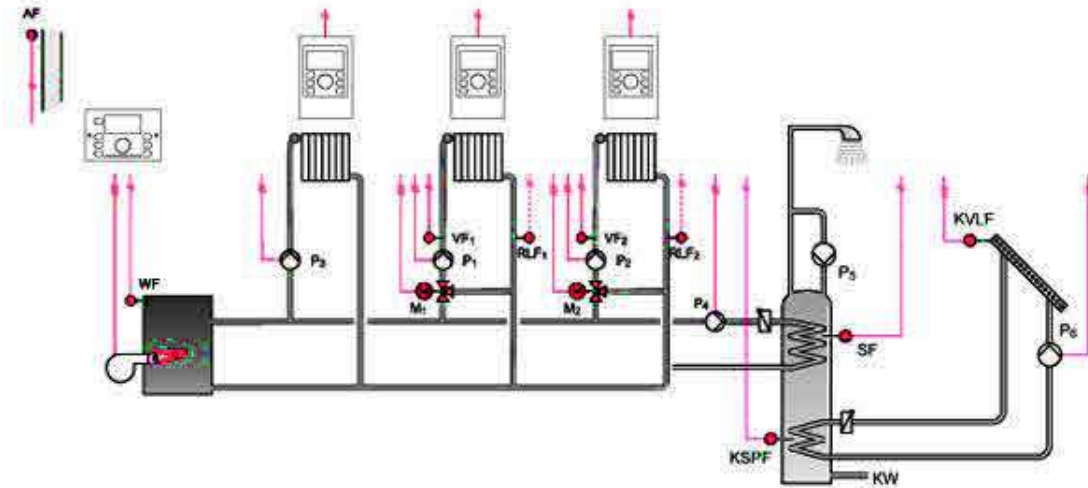 AF
KVLF
VF₁
VF₂
RLF₁
RLF₂
P₃
P₁
P₂
P₅
WF
M₁
M₂
P₄
P₆
SF
KSPF
KW